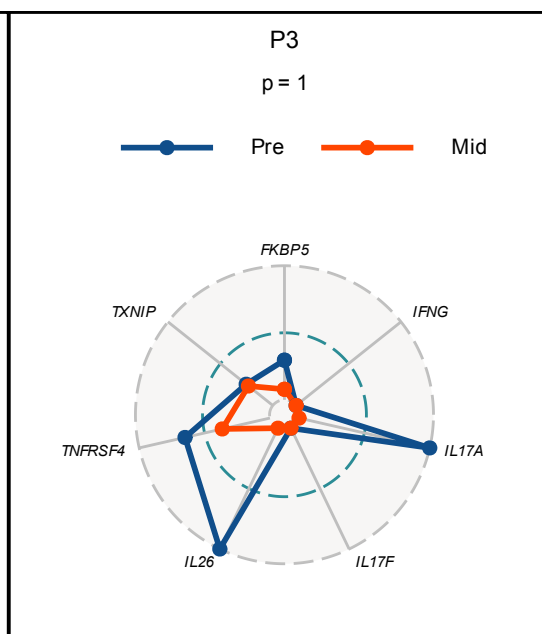 P3
p = 1
Pre Mid
FKBP5
TXNIP IFNG
TNFRSF4 IL17A
IL26 IL17F